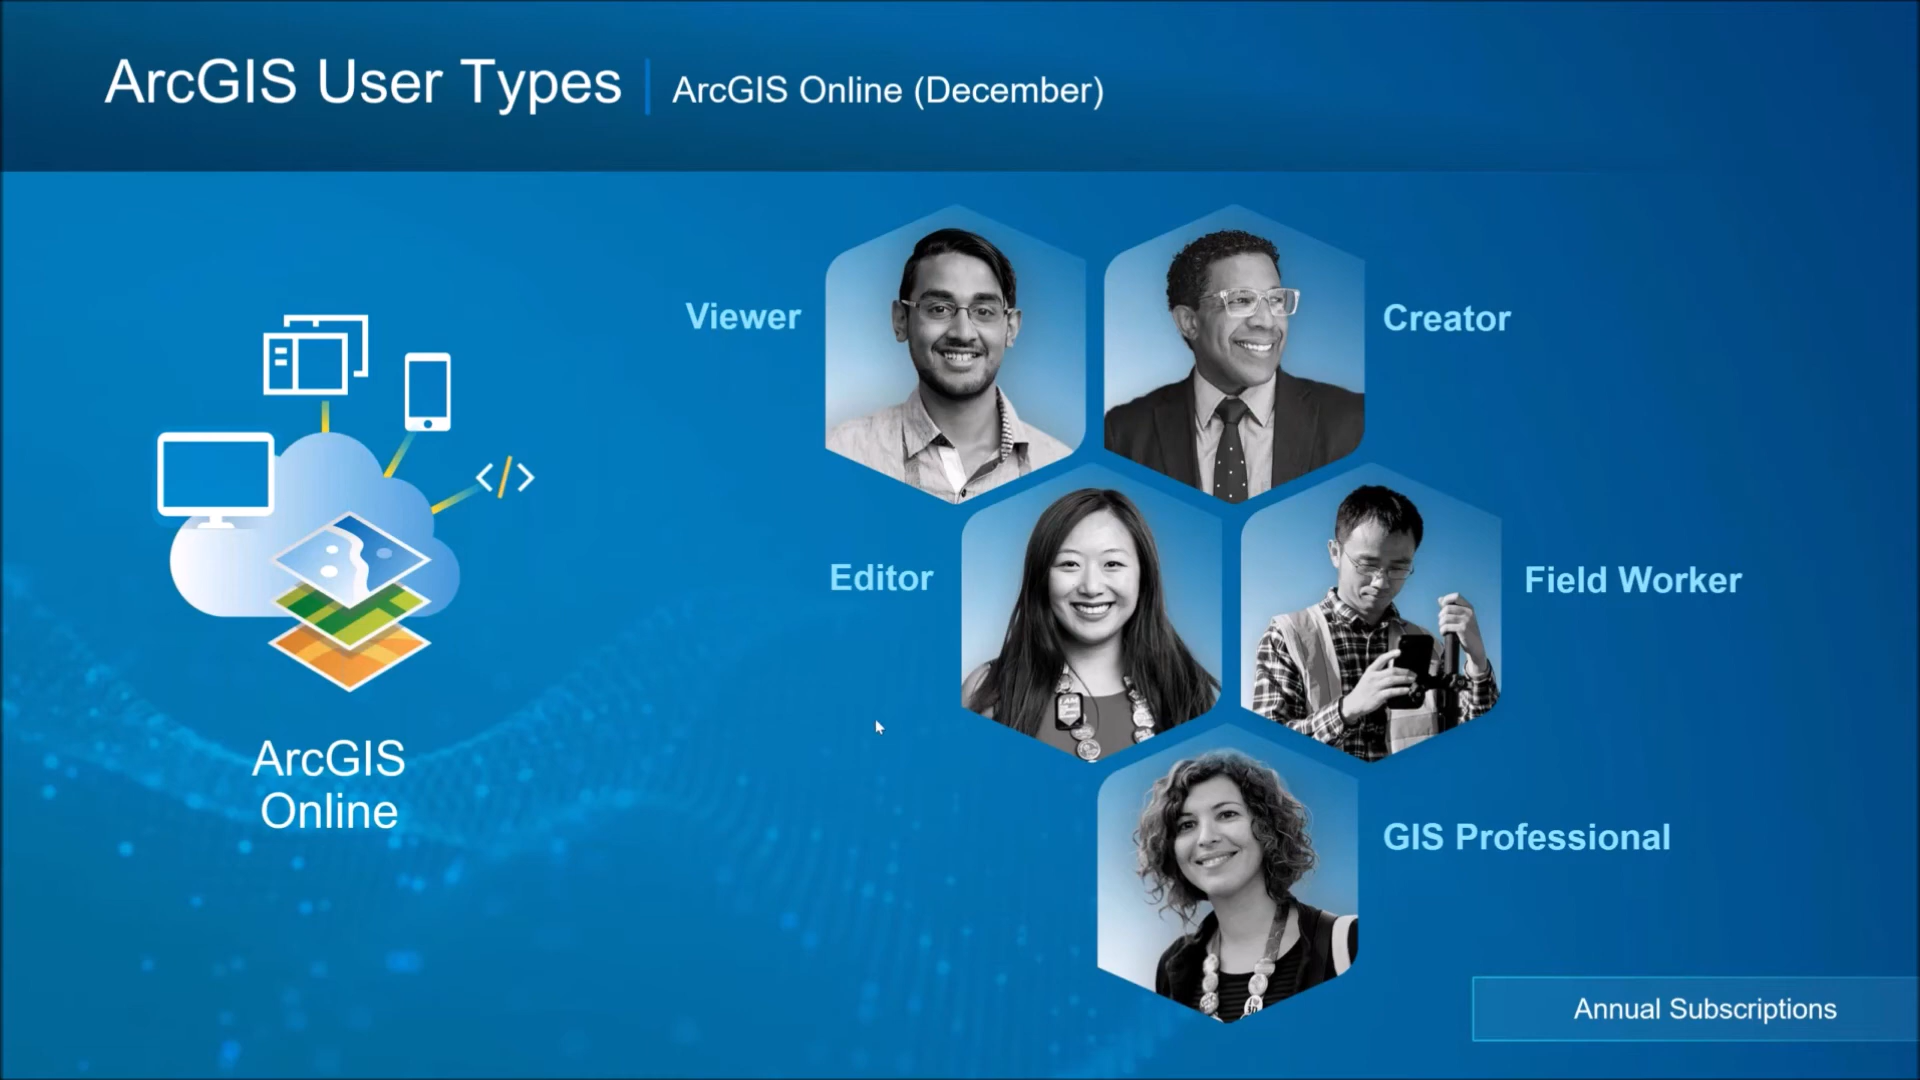 ArcGIS User Types
ArcGIS Online (December)
Viewer
Creator
Editor
Field Worker
GIS Professional
ArcGIS
Online
Annual Subscriptions